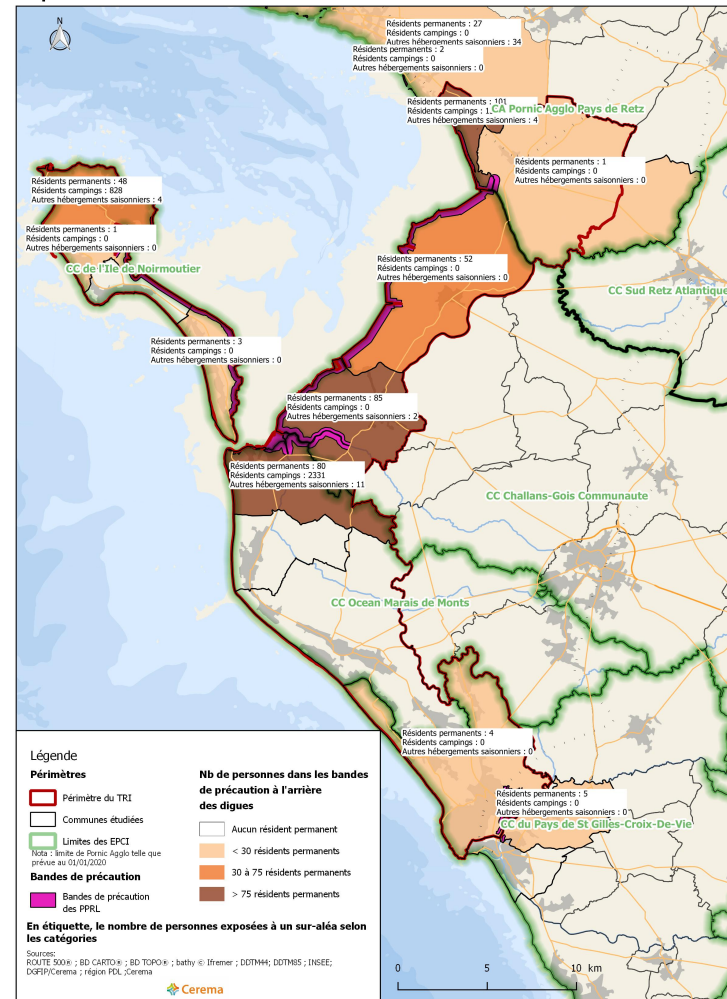 N
Résidents permanents : 27
Résidents campings : 0
Autres hébergements saisonniers : 34
Résidents permanents : 2
Résidents campings : 0
Autres hébergements saisonniers : 0
Résidents permanents : 101
Résidents campings : 1
Autres hébergements saisonniers : 4
CA Pornic Agglo Pays de Retz
Résidents permanents : 1
Résidents campings : 0
Autres hébergements saisonniers : 0
Résidents permanents : 48
Résidents campings : 828
Autres hébergements saisonniers : 4
Résidents permanents : 1
Résidents campings : 0
Autres hébergements saisonniers : 0
CC de l'Ile de Noirmoutier
Résidents permanents : 52
Résidents campings : 0
Autres hébergements saisonniers : 0
CC Sud Retz Atlantique
Résidents permanents : 3
Résidents campings : 0
Autres hébergements saisonniers : 0
Résidents permanents : 85
Résidents campings : 0
Autres hébergements saisonniers : 2
Résidents permanents : 80
Résidents campings : 2331
Autres hébergements saisonniers : 11
CC Challans-Gois Communaute
CC Ocean Marais de Monts
Résidents permanents : 4
Résidents campings : 0
Autres hébergements saisonniers : 0
Résidents permanents : 5
Résidents campings : 0
Autres hébergements saisonniers : 0
CC du Pays de St Gilles-Croix-De-Vie
Légende
Périmètres
Périmètre du TRI
Communes étudiées
Limites des EPCI
Nota : limite de Pornic Agglo telle que
prévue au 01/01/2020
Bandes de précaution
Bandes de précaution
des PPRL
Nb de personnes dans les bandes
de précaution à l'arrière
des digues
Aucun résident permanent
< 30 résidents permanents
30 à 75 résidents permanents
> 75 résidents permanents
En étiquette, le nombre de personnes exposées à un sur-aléa selon
les catégories
Sources:
ROUTE 500® ; BD CARTO® ; BD TOPO® ; bathy © Ifremer ; DDTM44; DDTM85 ; INSEE;
DGFIP/Cerema ; région PDL ;Cerema
Cerema
0 5 10 km